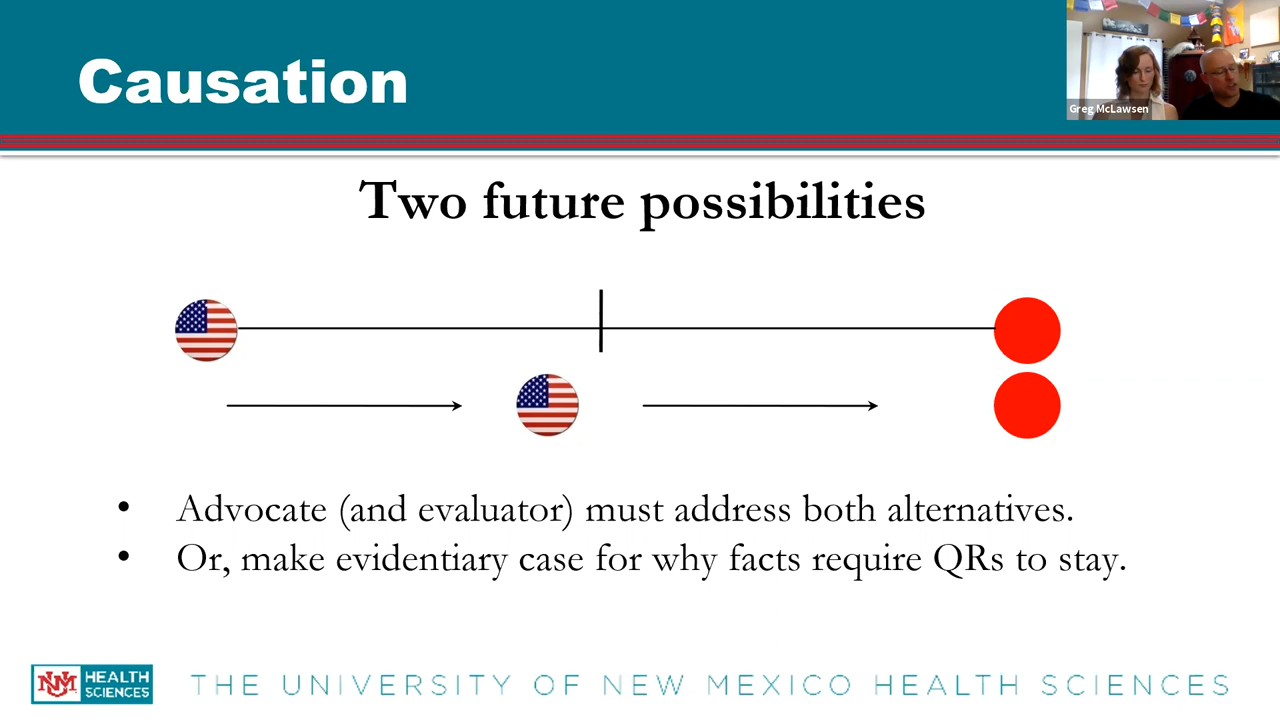 Causation
Greg McLawsen
Two future possibilities
• Advocate (and evaluator) must address both alternatives.
• Or, make evidentiary case for why facts require QRs to stay.
UNM HEALTH
SCIENCES
THE UNIVERSITY OF NEW MEXICO HEALTH SCIENCES